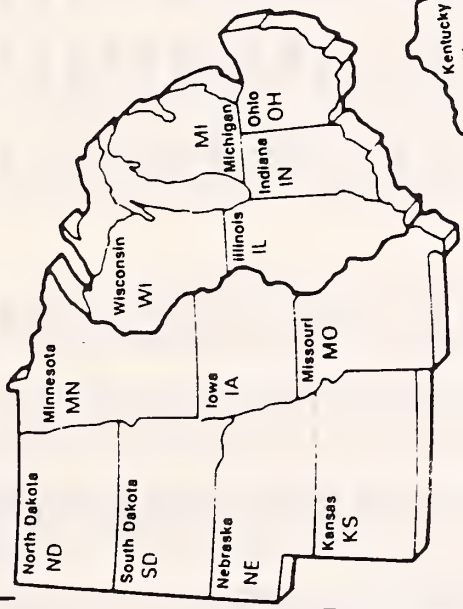 North Dakota
ND
South Dakota
SD
Nebraska
NE
Kansas
KS
Minnesota
MN
Iowa
IA
Missouri
MO
Wisconsin
WI
Illinois
IL
MI
Michigan
Indiana
IN
Ohio
OH
Kentucky